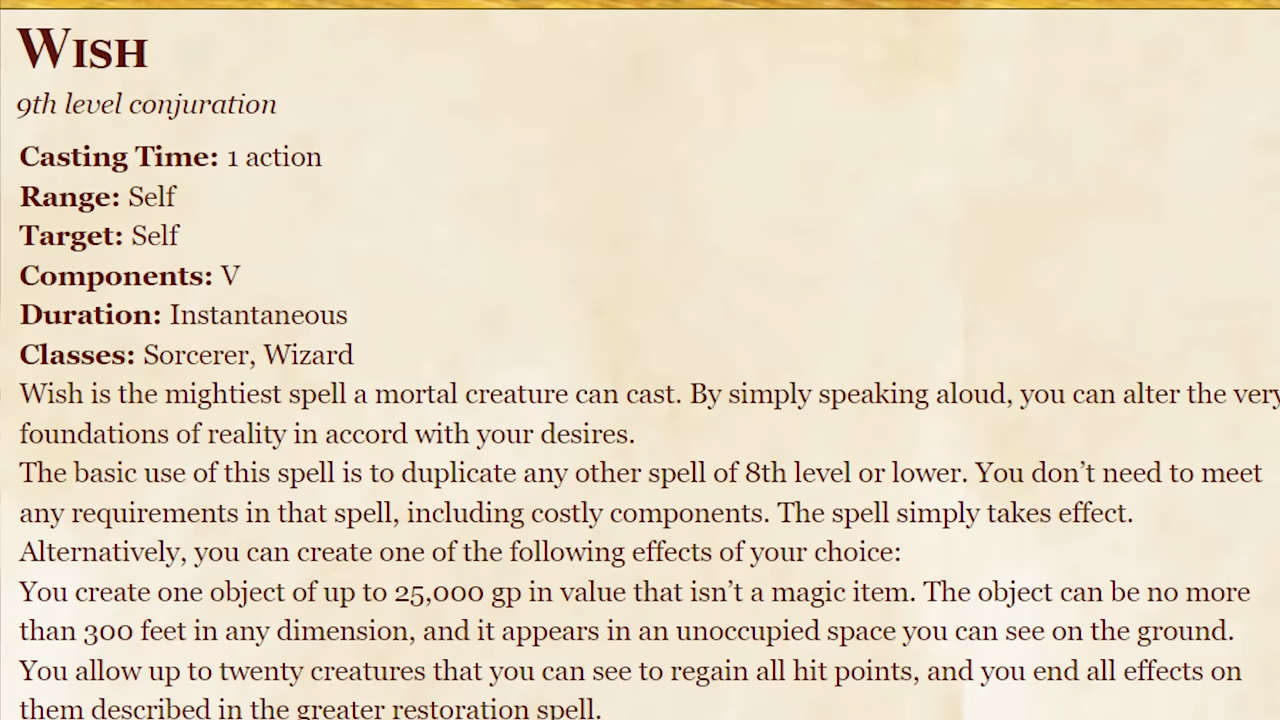 Wish
9th level conjuration
Casting Time: 1 action
Range: Self
Target: Self
Components: V
Duration: Instantaneous
Classes: Sorcerer, Wizard
Wish is the mightiest spell a mortal creature can cast. By simply speaking aloud, you can alter the very
foundations of reality in accord with your desires.
The basic use of this spell is to duplicate any other spell of 8th level or lower. You don’t need to meet
any requirements in that spell, including costly components. The spell simply takes effect.
Alternatively, you can create one of the following effects of your choice:
You create one object of up to 25,000 gp in value that isn’t a magic item. The object can be no more
than 300 feet in any dimension, and it appears in an unoccupied space you can see on the ground.
You allow up to twenty creatures that you can see to regain all hit points, and you end all effects on
them described in the greater restoration spell.